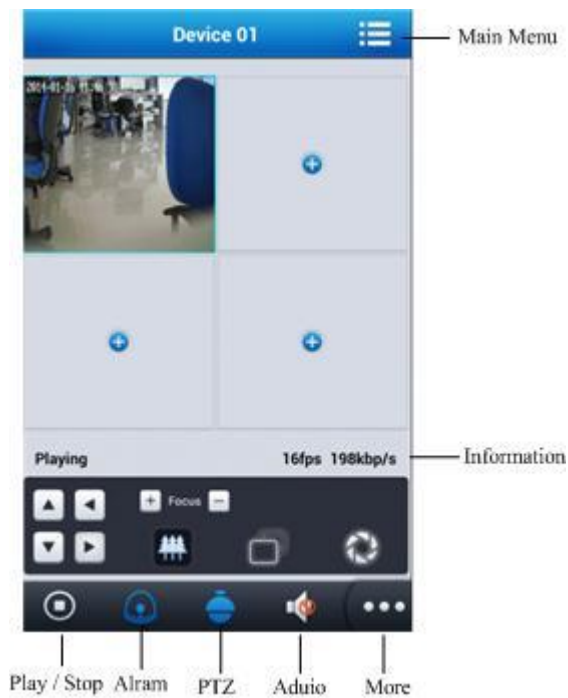 Device 01
Main Menu
Playing
16fps 198kbp/s
Information
+ Focus −
Play / Stop
Alram
PTZ
Aduio
More